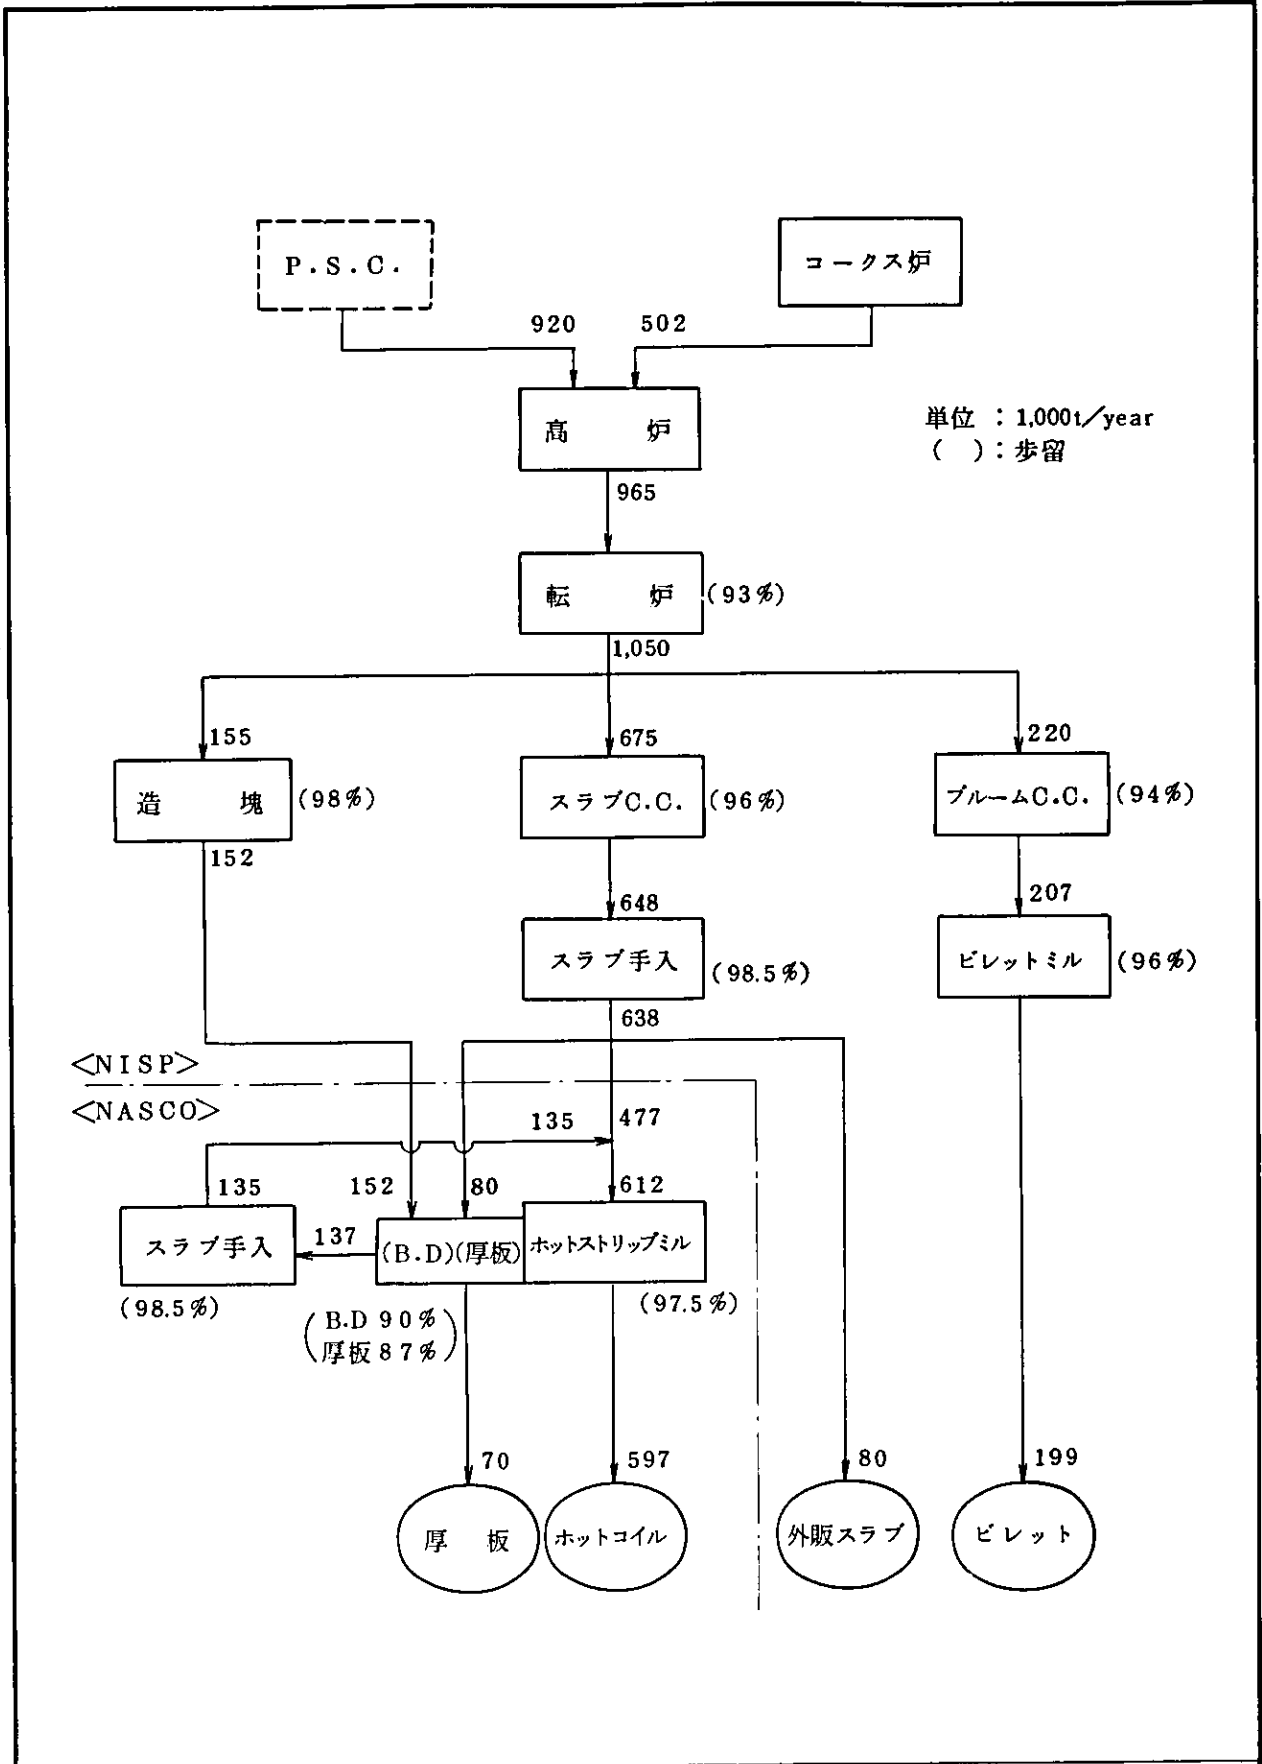 P.S.C.
コークス炉
920
502
高 炉
単位 : 1,000t/year
( ) : 歩留
965
転 炉
(93%)
1,050
155
675
220
造 塊
(98%)
スラブC.C.
(96%)
ブルームC.C.
(94%)
152
648
207
スラブ手入
(98.5%)
ビレットミル
(96%)
638
<NISP>
<NASCO>
135
477
135
152
80
612
スラブ手入
137
(B.D)(厚板)
ホットストリップミル
(98.5%)
(97.5%)
(B.D 90%
厚板 87%)
70
597
80
199
厚 板
ホットコイル
外販スラブ
ビレット